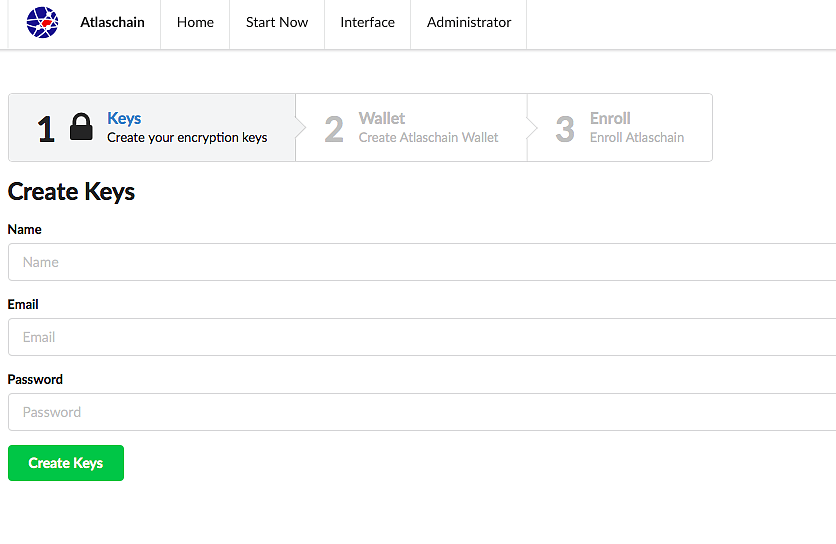 Atlaschain Home Start Now Interface Administrator
1 Keys
Create your encryption keys
2 Wallet
Create Atlaschain Wallet
3 Enroll
Enroll Atlaschain
Create Keys
Name
Name
Email
Email
Password
Password
Create Keys